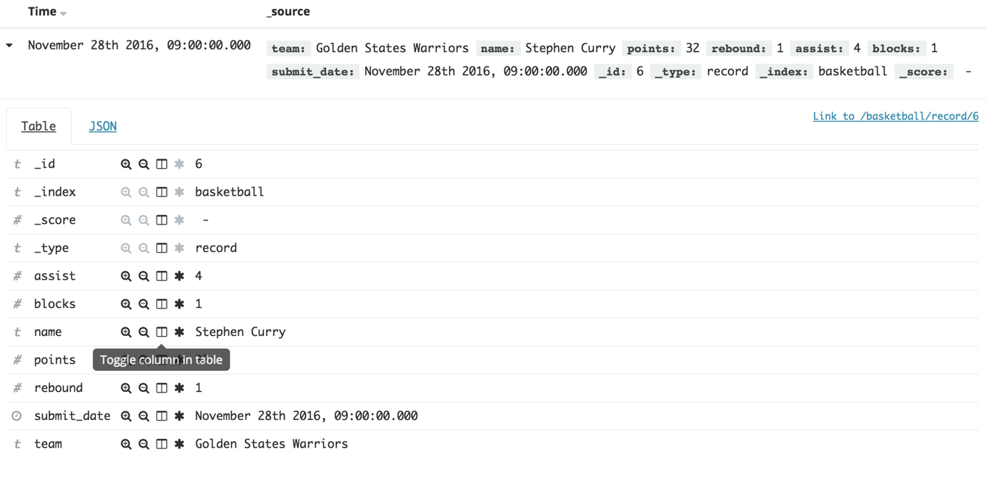 Time _source
November 28th 2016, 09:00:00.000 team: Golden States Warriors name: Stephen Curry points: 32 rebound: 1 assist: 4 blocks: 1
submit_date: November 28th 2016, 09:00:00.000 _id: 6 _type: record _index: basketball _score: -
Table JSON Link to /basketball/record/6
t _id 6
t _index basketball
# _score -
t _type record
# assist 4
# blocks 1
t name Stephen Curry
# points Toggle column in table
# rebound 1
submit_date November 28th 2016, 09:00:00.000
t team Golden States Warriors